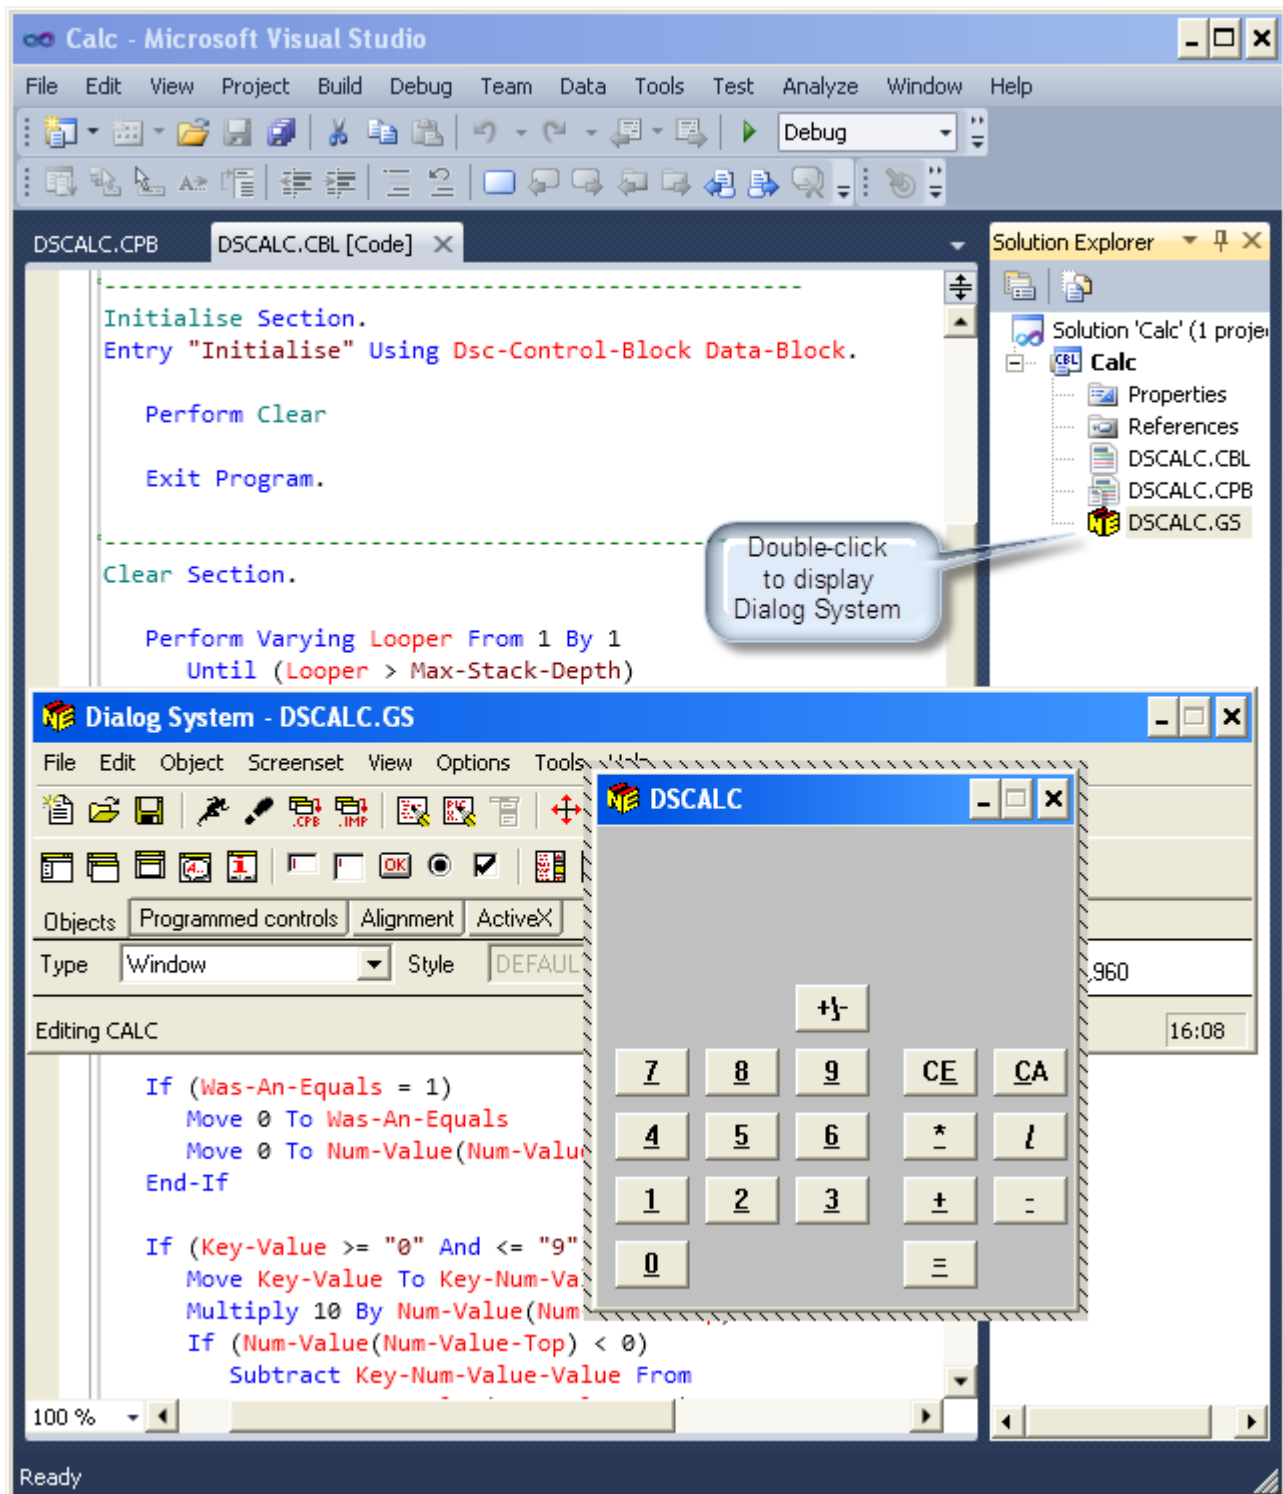 Calc - Microsoft Visual Studio
File Edit View Project Build Debug Team Data Tools Test Analyze Window Help
Debug
DSCALC.CPB DSCALC.CBL [Code]
Solution Explorer
*----------------------------------------------------
Initialise Section.
Entry "Initialise" Using Dsc-Control-Block Data-Block.
Perform Clear
Exit Program.
*----------------------------------------------------
Clear Section.
Perform Varying Looper From 1 By 1
Until (Looper > Max-Stack-Depth)
Solution 'Calc' (1 proje
Calc
Properties
References
DSCALC.CBL
DSCALC.CPB
DSCALC.GS
Double-click
to display
Dialog System
Dialog System - DSCALC.GS
File Edit Object Screenset View Options Tools
.CPB .IMP
OK
Objects Programmed controls Alignment ActiveX
Type Window Style DEFAUL
,960
Editing CALC
16:08
DSCALC
+/-
7 8 9 CE CA
4 5 6 * /
1 2 3 + -
0 =
If (Was-An-Equals = 1)
Move 0 To Was-An-Equals
Move 0 To Num-Value(Num-Valu
End-If
If (Key-Value >= "0" And <= "9"
Move Key-Value To Key-Num-Va
Multiply 10 By Num-Value(Num
If (Num-Value(Num-Value-Top) < 0)
Subtract Key-Num-Value-Value From
100 %
Ready